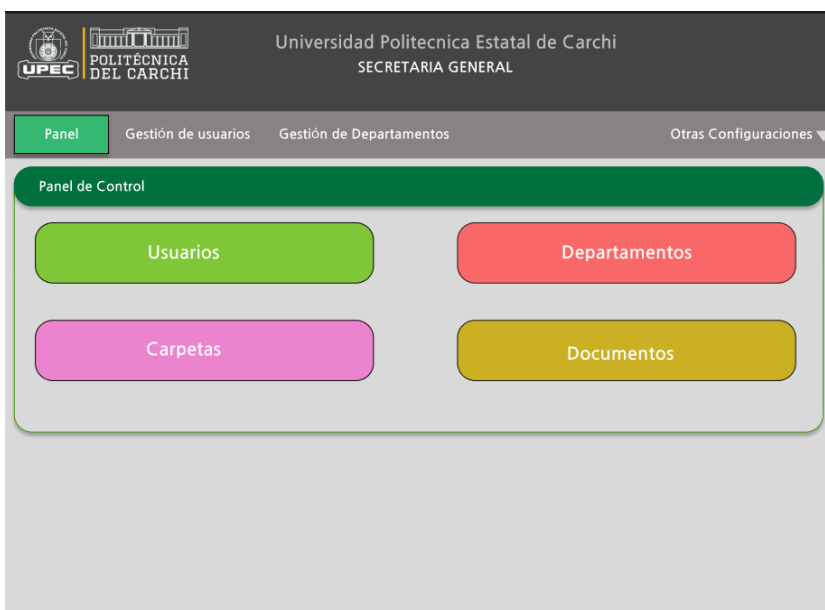 UPEC
POLITÉCNICA
DEL CARCHI
Universidad Politecnica Estatal de Carchi
SECRETARIA GENERAL
Panel
Gestión de usuarios
Gestión de Departamentos
Otras Configuraciones
Panel de Control
Usuarios
Departamentos
Carpetas
Documentos